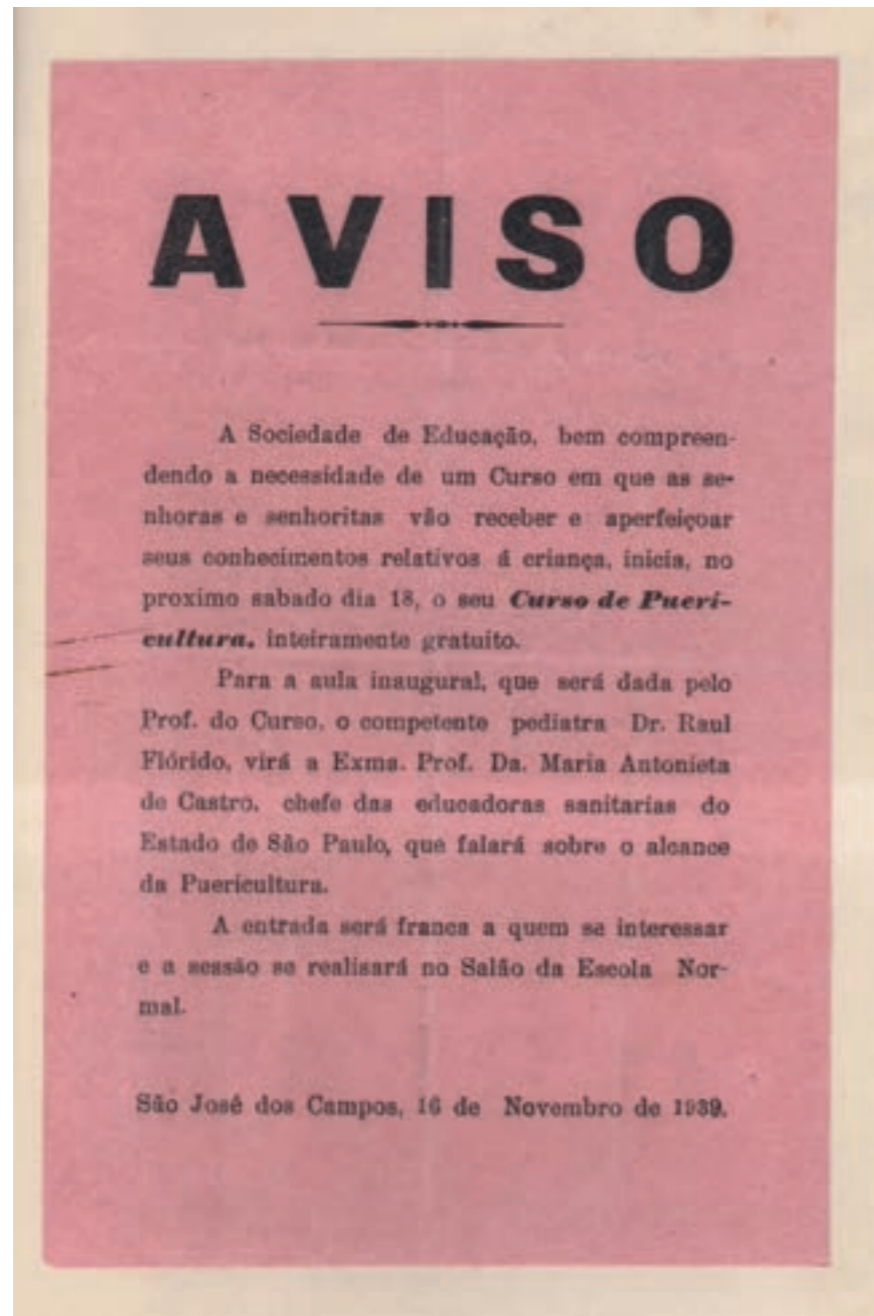 AVISO
A Sociedade de Educação, bem compreen-
dendo a necessidade de um Curso em que as se-
nhoras e senhoritas vão receber e aperfeiçoar
seus conhecimentos relativos á criança, inicia, no
proximo sabado dia 18, o seu Curso de Pueri-
cultura, inteiramente gratuito.
Para a aula inaugural, que será dada pelo
Prof. do Curso, o competente pediatra Dr. Raul
Flórido, virá a Exma. Prof. Da. Maria Antonieta
de Castro, chefe das educadoras sanitarias do
Estado de São Paulo, que falará sobre o alcance
da Puericultura.
A entrada será franca a quem se interessar
e a sessão se realisará no Salão da Escola Nor-
mal.
São José dos Campos, 16 de Novembro de 1939.